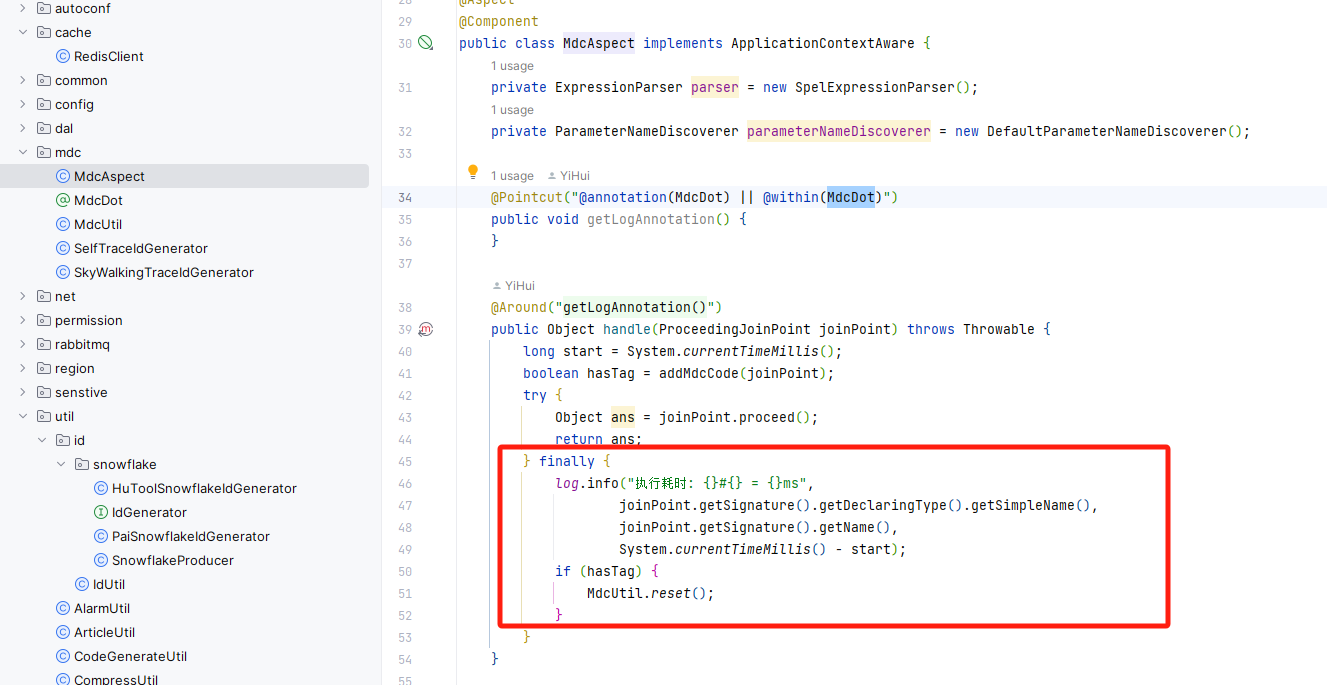 autoconf
cache
RedisClient
common
config
dal
mdc
MdcAspect
MdcDot
MdcUtil
SelfTraceIdGenerator
SkyWalkingTraceIdGenerator
net
permission
rabbitmq
region
senstive
util
id
snowflake
HuToolSnowflakeIdGenerator
IdGenerator
PaiSnowflakeIdGenerator
SnowflakeProducer
IdUtil
AlarmUtil
ArticleUtil
CodeGenerateUtil
CompressUtil
28 @Aspect
29 @Component
30 public class MdcAspect implements ApplicationContextAware {
1 usage
31 private ExpressionParser parser = new SpelExpressionParser();
1 usage
32 private ParameterNameDiscoverer parameterNameDiscoverer = new DefaultParameterNameDiscoverer();
33
1 usage YiHui
34 @Pointcut("@annotation(MdcDot) || @within(MdcDot)")
35 public void getLogAnnotation() {
36 }
37
YiHui
38 @Around("getLogAnnotation()")
39 public Object handle(ProceedingJoinPoint joinPoint) throws Throwable {
40 long start = System.currentTimeMillis();
41 boolean hasTag = addMdcCode(joinPoint);
42 try {
43 Object ans = joinPoint.proceed();
44 return ans;
45 } finally {
46 log.info("执行耗时: {}#{} = {}ms",
47 joinPoint.getSignature().getDeclaringType().getSimpleName(),
48 joinPoint.getSignature().getName(),
49 System.currentTimeMillis() - start);
50 if (hasTag) {
51 MdcUtil.reset();
52 }
53 }
54 }
55